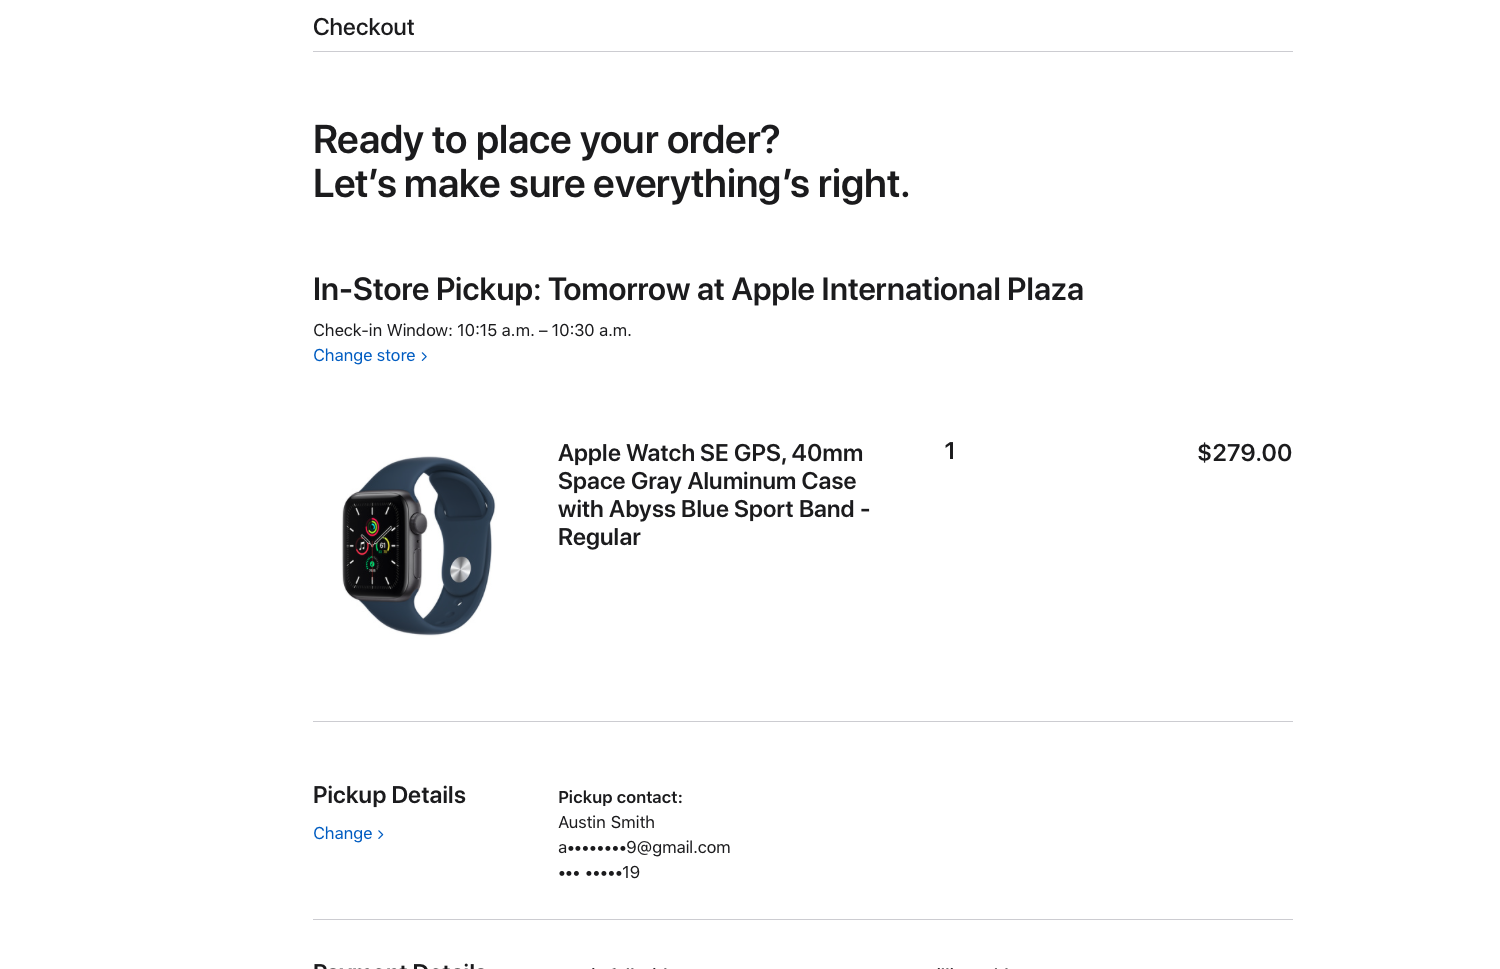 Checkout
Ready to place your order?
Let’s make sure everything’s right.
In-Store Pickup: Tomorrow at Apple International Plaza
Check-in Window: 10:15 a.m. – 10:30 a.m.
Change store ›
Apple Watch SE GPS, 40mm
Space Gray Aluminum Case
with Abyss Blue Sport Band -
Regular
1
$279.00
Pickup Details
Change ›
Pickup contact:
Austin Smith
a••••••••9@gmail.com
••• •••••19
Payment Details